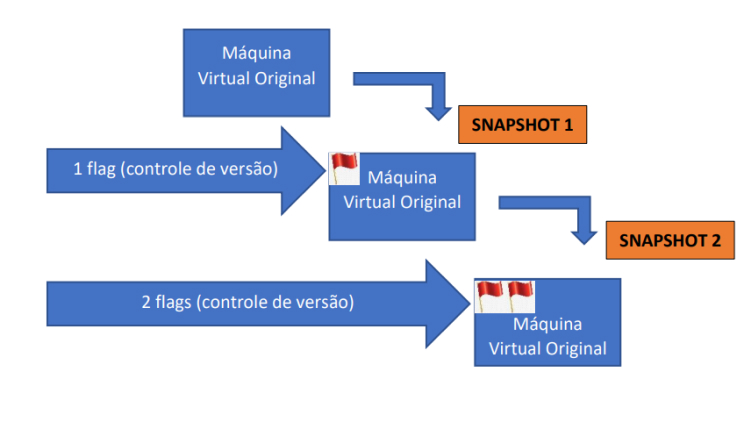 Máquina
Virtual Original
SNAPSHOT 1
1 flag (controle de versão)
Máquina
Virtual Original
SNAPSHOT 2
2 flags (controle de versão)
Máquina
Virtual Original